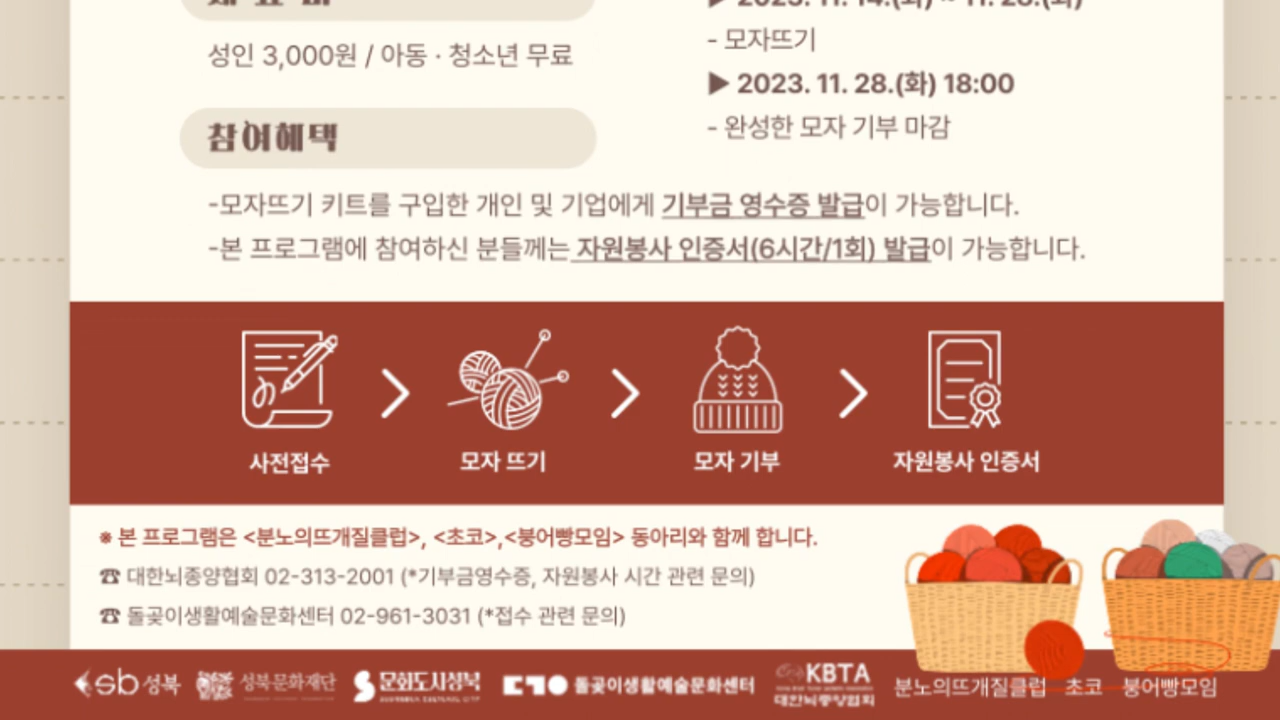 성인 3,000원 / 아동 · 청소년 무료
참여혜택
▶ 2023. 11. 14.(화) ~ 11. 28.(화)
- 모자뜨기
▶ 2023. 11. 28.(화) 18:00
- 완성한 모자 기부 마감
-모자뜨기 키트를 구입한 개인 및 기업에게 기부금 영수증 발급이 가능합니다.
-본 프로그램에 참여하신 분들께는 자원봉사 인증서(6시간/1회) 발급이 가능합니다.
사전접수 > 모자 뜨기 > 모자 기부 > 자원봉사 인증서
※ 본 프로그램은 <분노의뜨개질클럽>, <초코>,<붕어빵모임> 동아리와 함께 합니다.
☎ 대한뇌종양협회 02-313-2001 (*기부금영수증, 자원봉사 시간 관련 문의)
☎ 돌곶이생활예술문화센터 02-961-3031 (*접수 관련 문의)
sb 성북 성북문화재단 문화도시성북 돌곶이생활예술문화센터 KBTA 대한뇌종양협회 분노의뜨개질클럽 초코 붕어빵모임